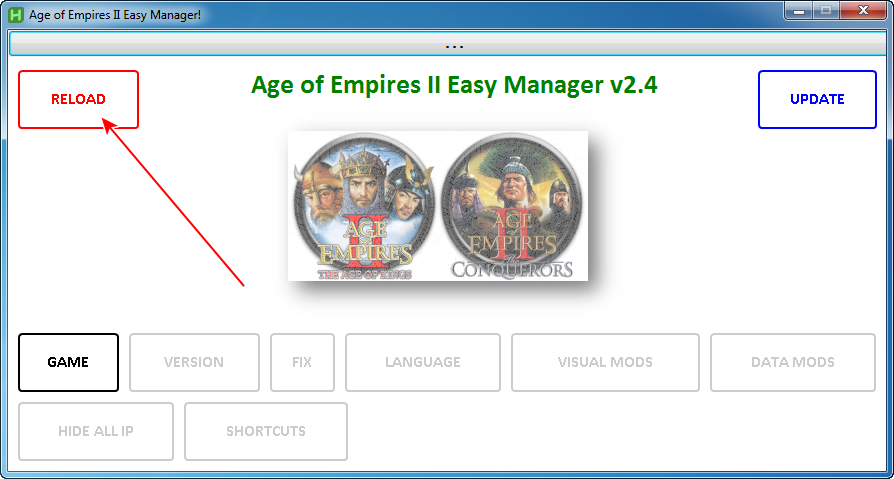 Age of Empires II Easy Manager!
...
RELOAD
Age of Empires II Easy Manager v2.4
UPDATE
AGE
of
EMPIRES
II
THE AGE OF KINGS
AGE
of
EMPIRES
II
The
CONQUERORS
GAME
VERSION
FIX
LANGUAGE
VISUAL MODS
DATA MODS
HIDE ALL IP
SHORTCUTS